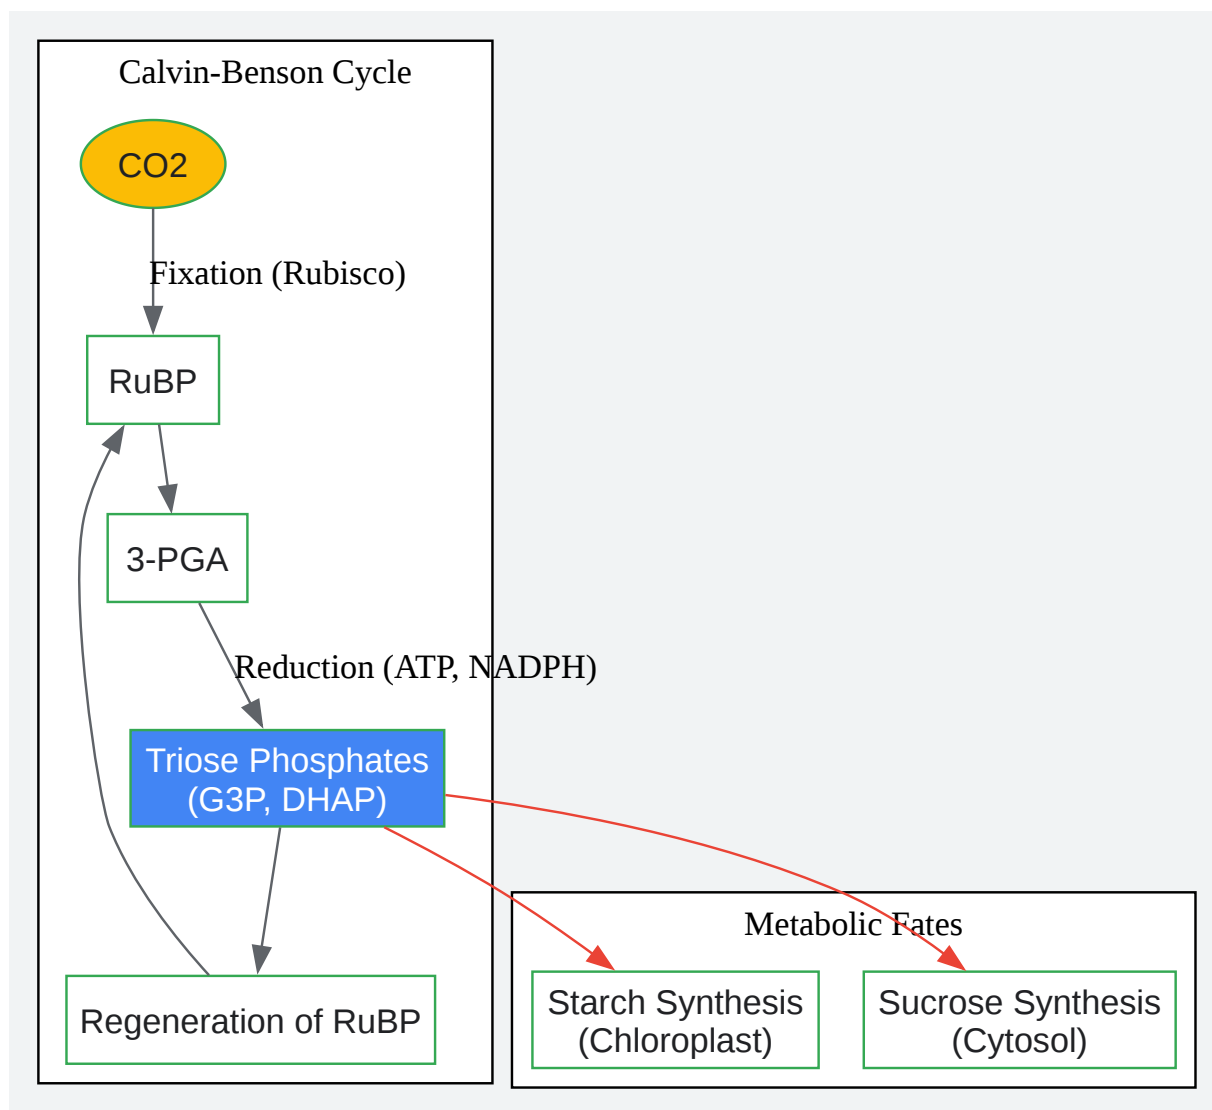 Calvin-Benson Cycle
CO2
Fixation (Rubisco)
RuBP
3-PGA
Reduction (ATP, NADPH)
Triose Phosphates
(G3P, DHAP)
Regeneration of RuBP
Metabolic Fates
Starch Synthesis
(Chloroplast)
Sucrose Synthesis
(Cytosol)